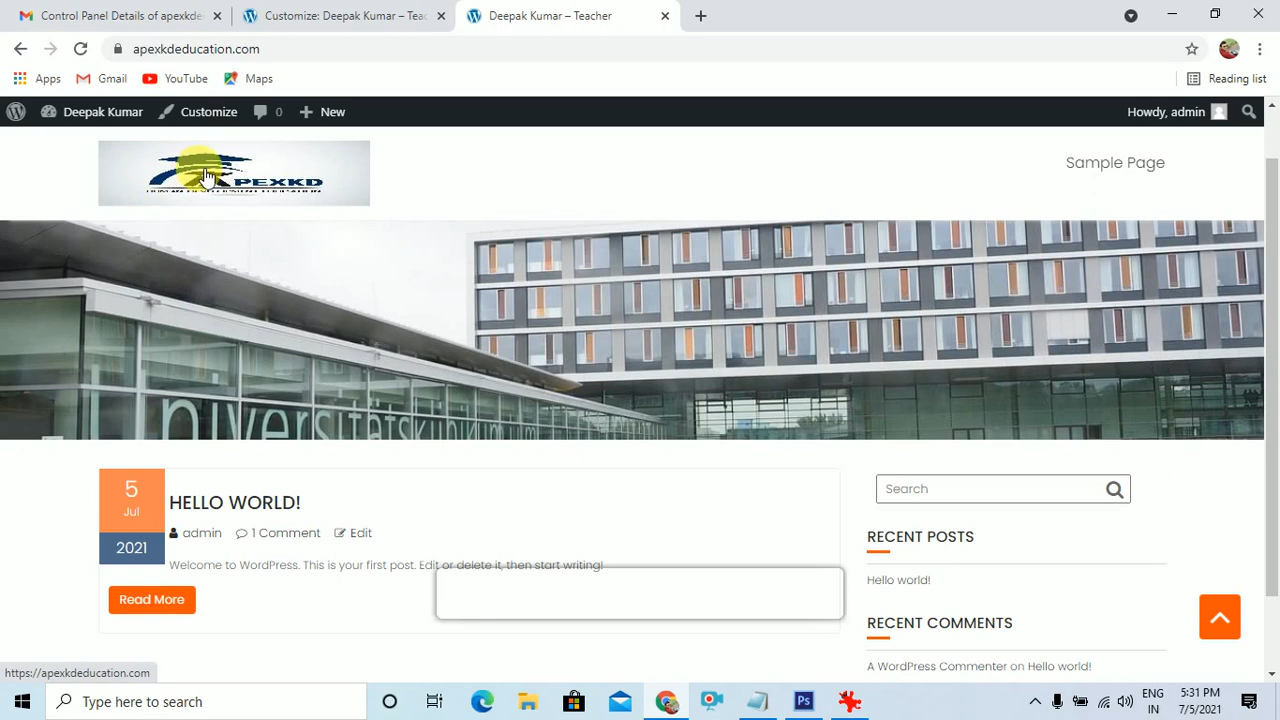 Control Panel Details of apexkde
Customize: Deepak Kumar – Teac
Deepak Kumar – Teacher
apexkdeducation.com
Apps
Gmail
YouTube
Maps
Reading list
Deepak Kumar
Customize
0
New
Howdy, admin
PEXKD
Sample Page
5
Jul
2021
HELLO WORLD!
admin
1 Comment
Edit
Welcome to WordPress. This is your first post. Edit or delete it, then start writing!
Read More
Search
RECENT POSTS
Hello world!
RECENT COMMENTS
A WordPress Commenter on Hello world!
https://apexkdeducation.com
Type here to search
Ps
ENG
IN
5:31 PM
7/5/2021